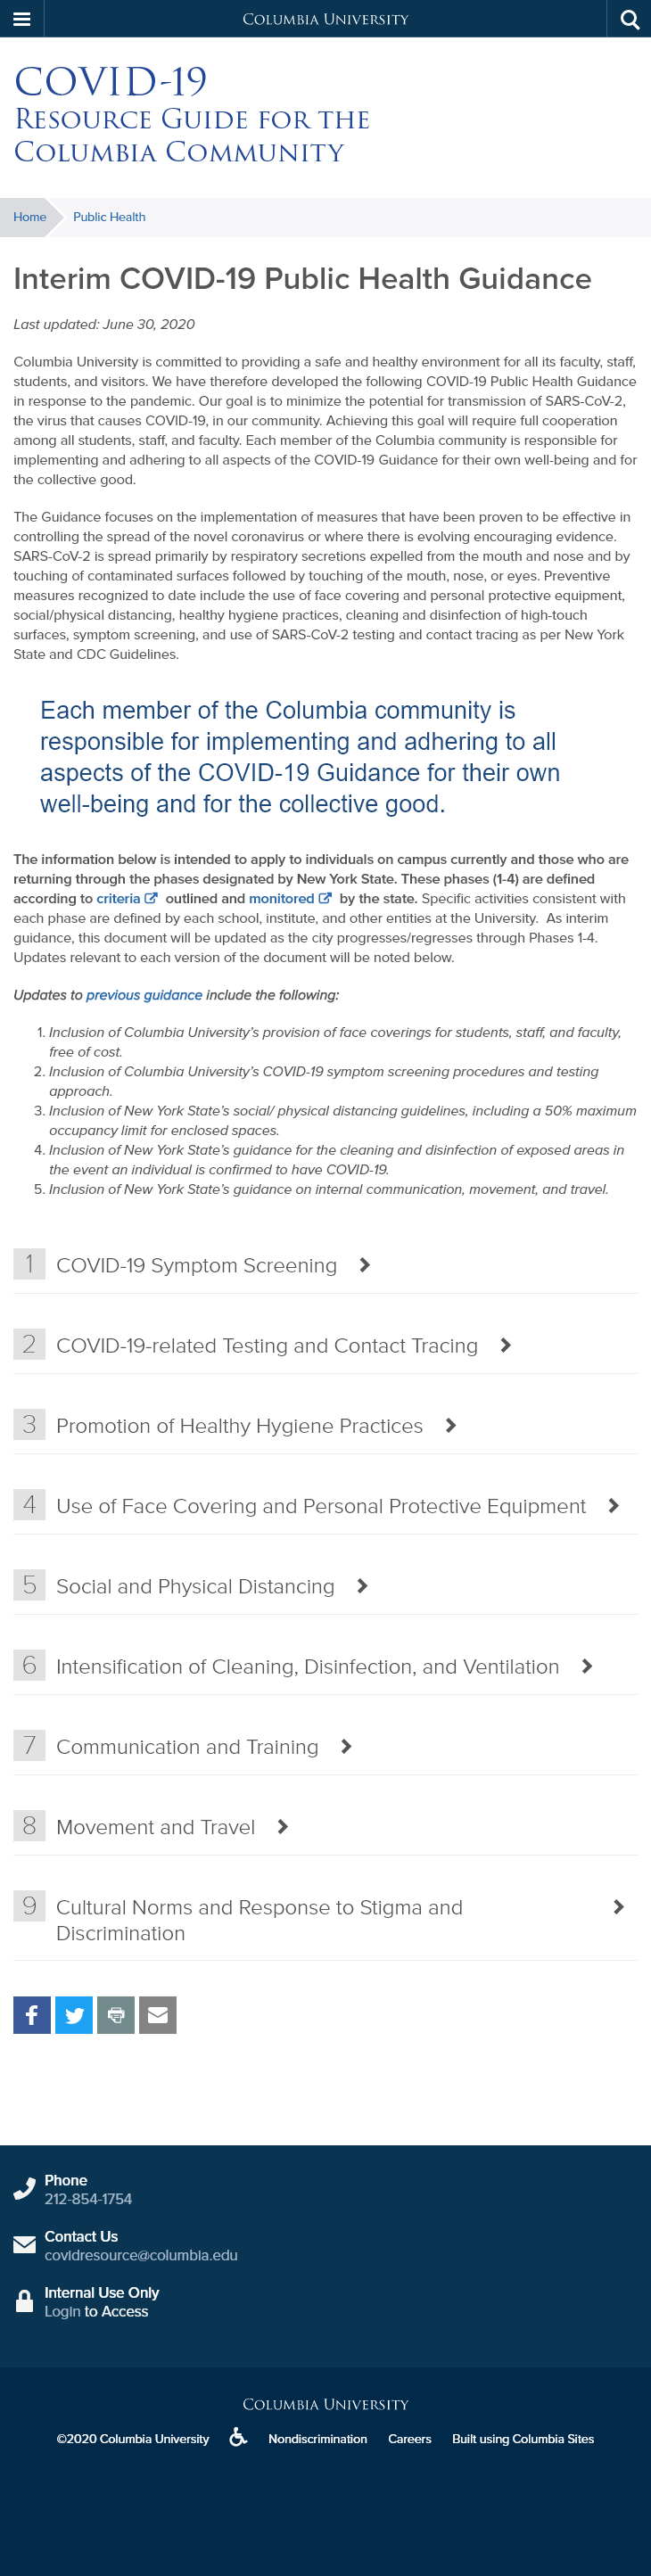 Columbia University
COVID-19
Resource Guide for the
Columbia Community
Home
Public Health
Interim COVID-19 Public Health Guidance
Last updated: June 30, 2020
Columbia University is committed to providing a safe and healthy environment for all its faculty, staff,
students, and visitors. We have therefore developed the following COVID-19 Public Health Guidance
in response to the pandemic. Our goal is to minimize the potential for transmission of SARS-CoV-2,
the virus that causes COVID-19, in our community. Achieving this goal will require full cooperation
among all students, staff, and faculty. Each member of the Columbia community is responsible for
implementing and adhering to all aspects of the COVID-19 Guidance for their own well-being and for
the collective good.
The Guidance focuses on the implementation of measures that have been proven to be effective in
controlling the spread of the novel coronavirus or where there is evolving encouraging evidence.
SARS-CoV-2 is spread primarily by respiratory secretions expelled from the mouth and nose and by
touching of contaminated surfaces followed by touching of the mouth, nose, or eyes. Preventive
measures recognized to date include the use of face covering and personal protective equipment,
social/physical distancing, healthy hygiene practices, cleaning and disinfection of high-touch
surfaces, symptom screening, and use of SARS-CoV-2 testing and contact tracing as per New York
State and CDC Guidelines.
Each member of the Columbia community is
responsible for implementing and adhering to all
aspects of the COVID-19 Guidance for their own
well-being and for the collective good.
The information below is intended to apply to individuals on campus currently and those who are
returning through the phases designated by New York State. These phases (1-4) are defined
according to criteria outlined and monitored by the state. Specific activities consistent with
each phase are defined by each school, institute, and other entities at the University. As interim
guidance, this document will be updated as the city progresses/regresses through Phases 1-4.
Updates relevant to each version of the document will be noted below.
Updates to previous guidance include the following:
1. Inclusion of Columbia University's provision of face coverings for students, staff, and faculty,
free of cost.
2. Inclusion of Columbia University's COVID-19 symptom screening procedures and testing
approach.
3. Inclusion of New York State's social/ physical distancing guidelines, including a 50% maximum
occupancy limit for enclosed spaces.
4. Inclusion of New York State's guidance for the cleaning and disinfection of exposed areas in
the event an individual is confirmed to have COVID-19.
5. Inclusion of New York State's guidance on internal communication, movement, and travel.
1 COVID-19 Symptom Screening
2 COVID-19-related Testing and Contact Tracing
3 Promotion of Healthy Hygiene Practices
4 Use of Face Covering and Personal Protective Equipment
5 Social and Physical Distancing
6 Intensification of Cleaning, Disinfection, and Ventilation
7 Communication and Training
8 Movement and Travel
9 Cultural Norms and Response to Stigma and
Discrimination
Phone
212-854-1754
Contact Us
covidresource@columbia.edu
Internal Use Only
Login to Access
Columbia University
©2020 Columbia University Nondiscrimination Careers Built using Columbia Sites